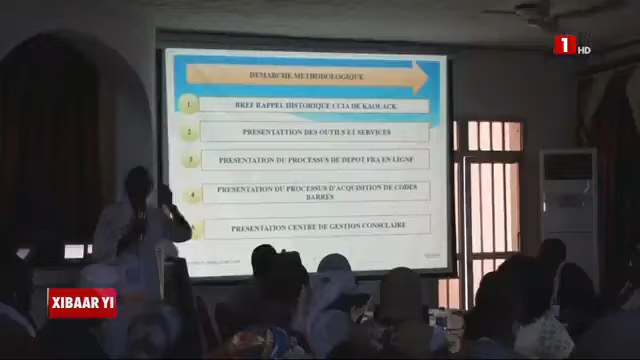 1 HD
DEMARCHE METHODOLOGIQUE
1 BREF RAPPEL HISTORIQUE CCIA DE KAOLACK
2 PRESENTATTION DES OUTILS ET SERVICES
3 PRESENTATION DU PROCESSUS DE DEPOT FRA EN LIGNE
4 PRESENTATION DU PROCESSUS D'ACQUISITION DE CODES
BARRES
PRESENTATION CENTRE DE GESTION CONSULAIRE
XIBAAR YI